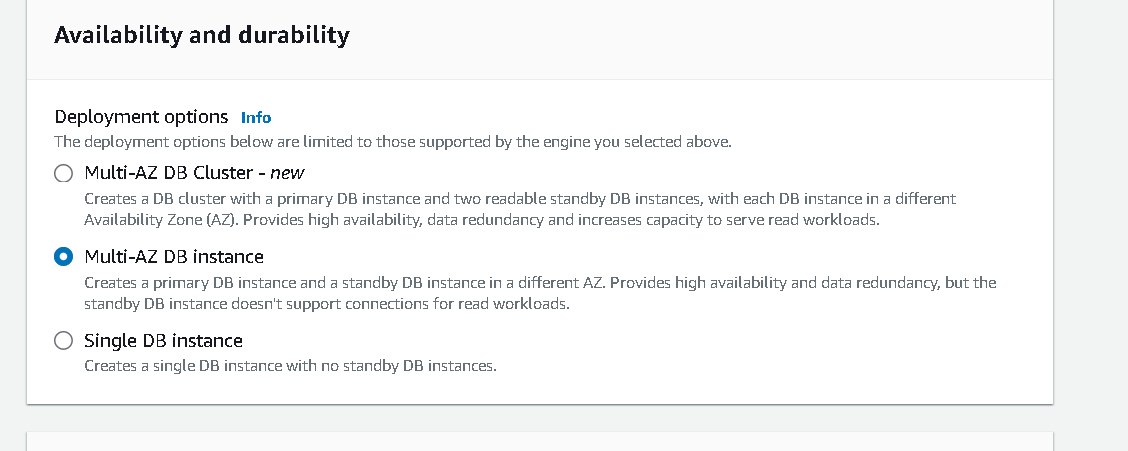 Availability and durability
Deployment options Info
The deployment options below are limited to those supported by the engine you selected above.
Multi-AZ DB Cluster - new
Creates a DB cluster with a primary DB instance and two readable standby DB instances, with each DB instance in a different
Availability Zone (AZ). Provides high availability, data redundancy and increases capacity to serve read workloads.
Multi-AZ DB instance
Creates a primary DB instance and a standby DB instance in a different AZ. Provides high availability and data redundancy, but the
standby DB instance doesn't support connections for read workloads.
Single DB instance
Creates a single DB instance with no standby DB instances.